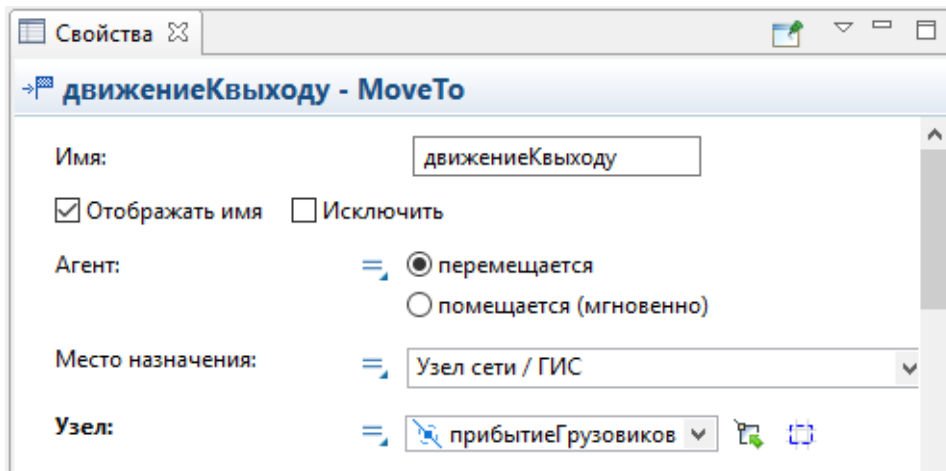 Свойства
движениеКвыходу - MoveTo
Имя: движениеКвыходу
Отображать имя Исключить
Агент: = перемещается
помещается (мгновенно)
Место назначения: = Узел сети / ГИС
Узел: = прибытиеГрузовиков